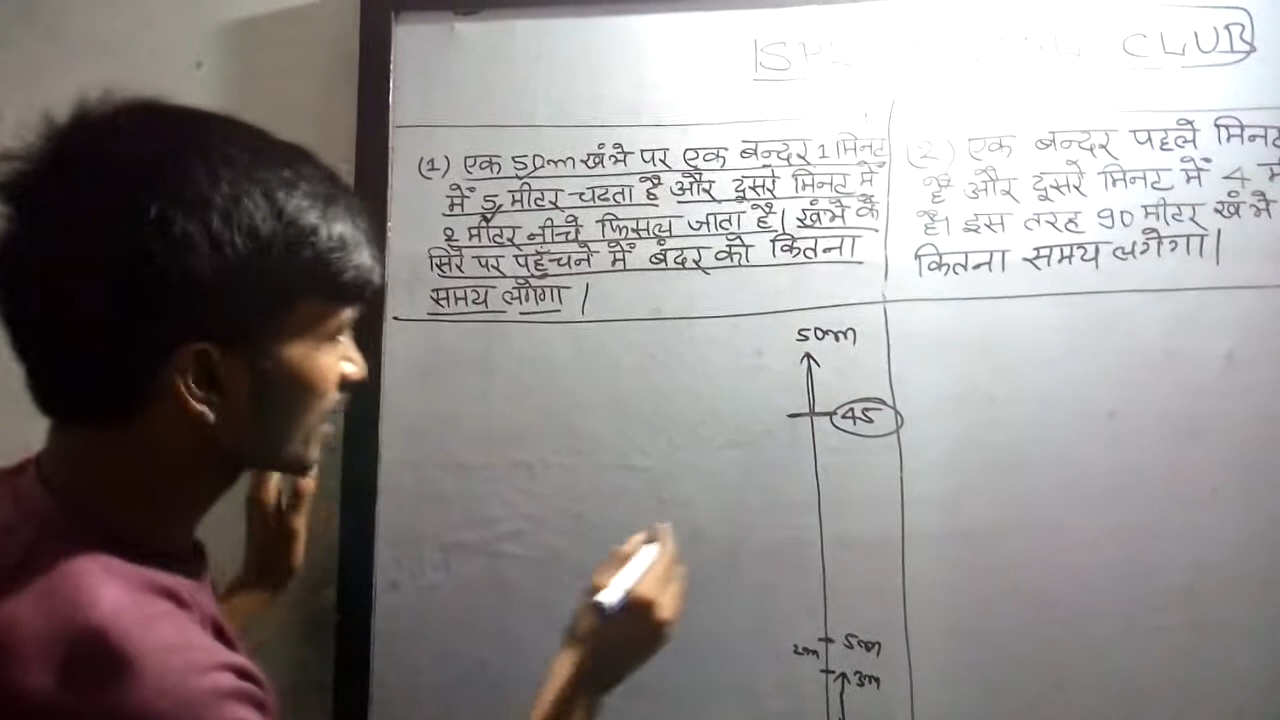 CLUB
(1) एक 50m खंभे पर एक बन्दर 1 मिनट
में 5 मीटर चढता है और दूसरे मिनट में
2 मीटर नीचे फिसल जाता है। खंभे के
सिरे पर पहुँचने में बंदर को कितना
समय लगेगा।
(2) एक बन्दर पहले मिनट
है और दूसरे मिनट में 4
है। इस तरह 90 मीटर खंभे
कितना समय लगेगा।
50m
45
5m
2m
3m